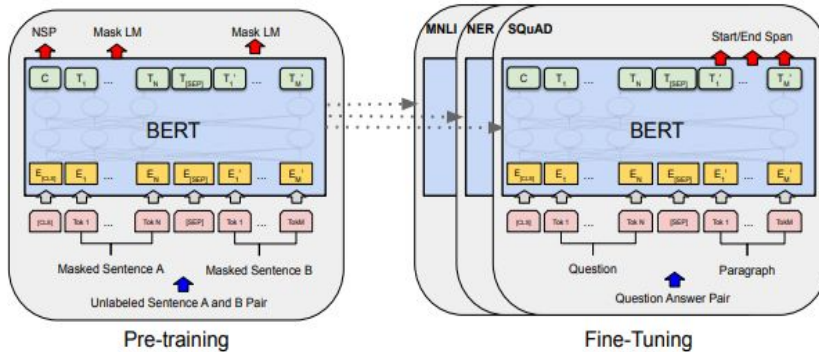 NSP Mask LM Mask LM
C T1 ... TN T[SEP] T1' ... TM'
BERT
E[CLS] E1 ... EN E[SEP] E1' ... EM'
[CLS] Tok 1 ... Tok N [SEP] Tok 1 ... TokM
Masked Sentence A Masked Sentence B
Unlabeled Sentence A and B Pair
Pre-training
MNLI NER SQuAD
Start/End Span
C T1 ... TN T[SEP] T1' ... TM'
BERT
E[CLS] E1 ... EN E[SEP] E1' ... EM'
[CLS] Tok 1 ... Tok N [SEP] Tok 1 ... TokM
Question Paragraph
Question Answer Pair
Fine-Tuning